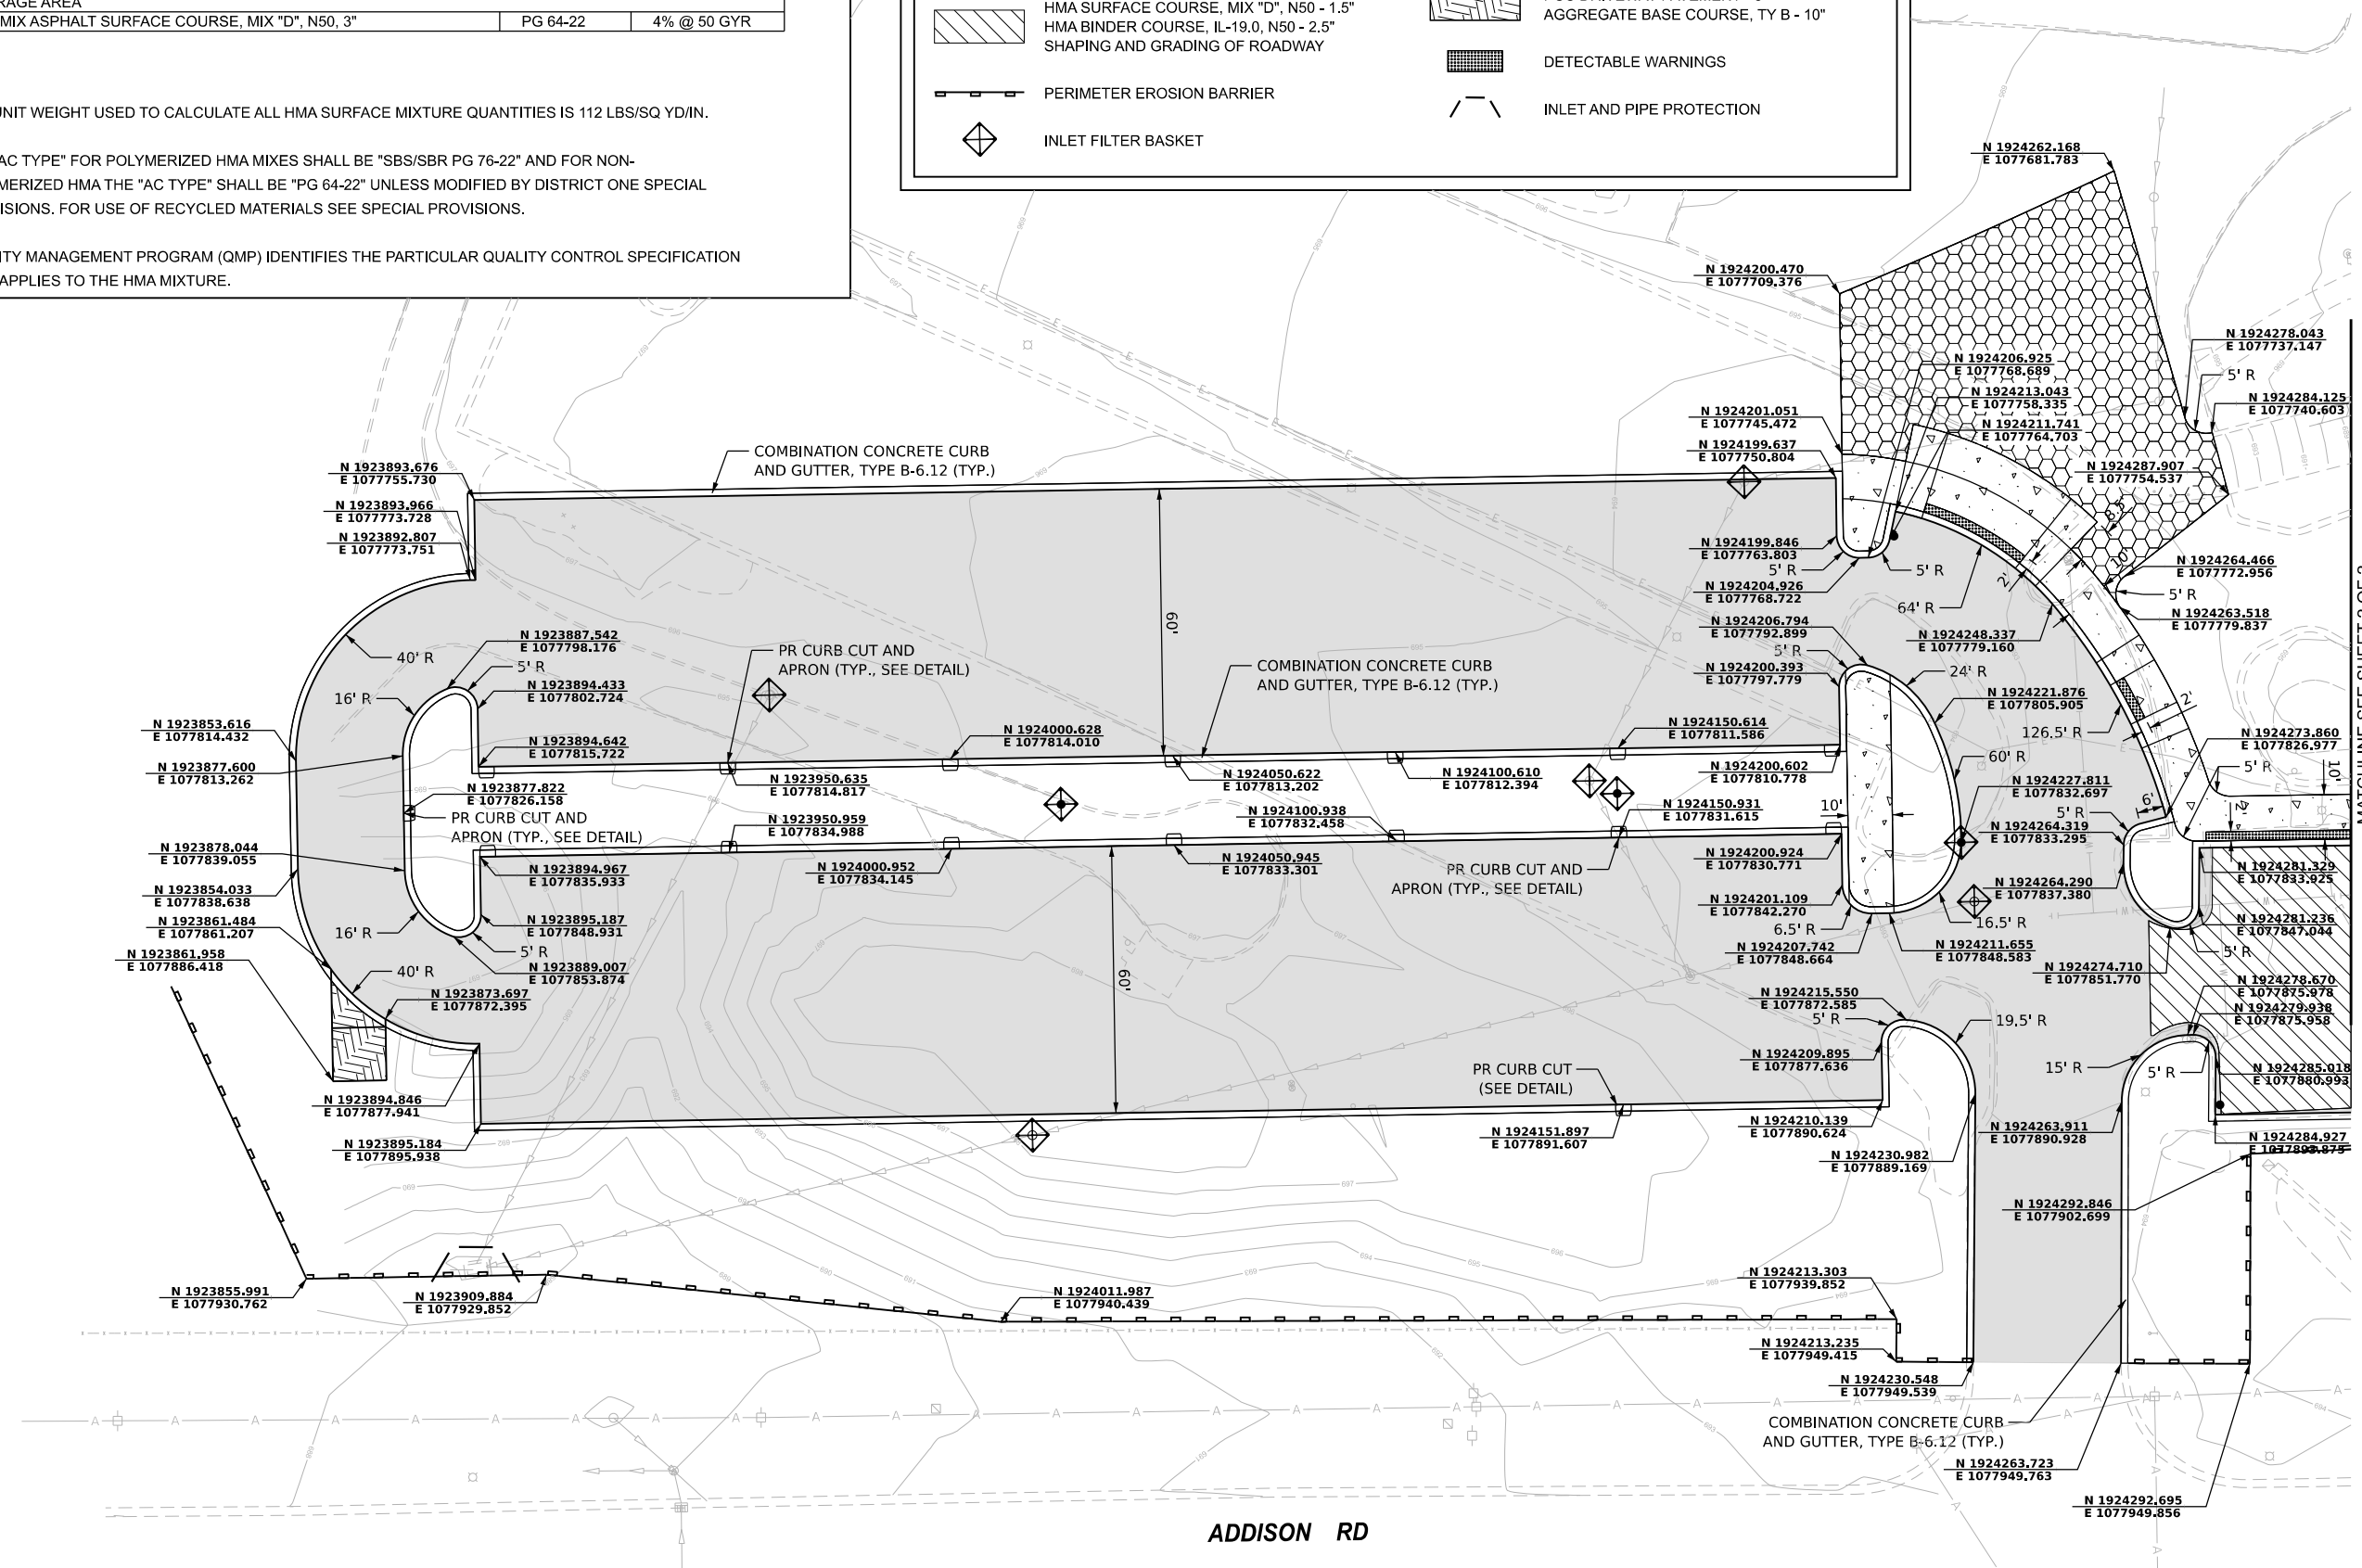 MIX ASPHALT SURFACE COURSE, MIX "D", N50, 3" PG 64-22 4% @ 50 GYR
UNIT WEIGHT USED TO CALCULATE ALL HMA SURFACE MIXTURE QUANTITIES IS 112 LBS/SQ YD/IN.
"AC TYPE" FOR POLYMERIZED HMA MIXES SHALL BE "SBS/SBR PG 76-22" AND FOR NON-
MERIZED HMA THE "AC TYPE" SHALL BE "PG 64-22" UNLESS MODIFIED BY DISTRICT ONE SPECIAL
ISIONS. FOR USE OF RECYCLED MATERIALS SEE SPECIAL PROVISIONS.
ITY MANAGEMENT PROGRAM (QMP) IDENTIFIES THE PARTICULAR QUALITY CONTROL SPECIFICATION
APPLIES TO THE HMA MIXTURE.
HMA SURFACE COURSE, MIX "D", N50 - 1.5"
HMA BINDER COURSE, IL-19.0, N50 - 2.5"
SHAPING AND GRADING OF ROADWAY
PERIMETER EROSION BARRIER
INLET FILTER BASKET
AGGREGATE BASE COURSE, TY B - 10"
DETECTABLE WARNINGS
INLET AND PIPE PROTECTION
N 1924262.168
E 1077681.783
N 1924200.470
E 1077709.376
N 1924278.043
E 1077737.147
5' R
N 1924206.925
E 1077768.689
N 1924213.043
E 1077758.335
N 1924211.741
E 1077764.703
N 1924284.125
E 1077740.603
N 1924201.051
E 1077745.472
N 1924199.637
E 1077750.804
N 1924287.907
E 1077754.537
8.5'
10'
COMBINATION CONCRETE CURB
AND GUTTER, TYPE B-6.12 (TYP.)
N 1923893.676
E 1077755.730
N 1923893.966
E 1077773.728
N 1923892.807
E 1077773.751
N 1924199.846
E 1077763.803
5' R
5' R
N 1924204.926
E 1077768.722
2'
64' R
N 1924264.466
E 1077772.956
5' R
N 1924263.518
E 1077779.837
N 1924248.337
E 1077779.160
60'
N 1924206.794
E 1077792.899
5' R
N 1924200.393
E 1077797.779
24' R
N 1924221.876
E 1077805.905
126.5' R
2'
60' R
N 1924273.860
E 1077826.977
5' R
10'
2'
6'
40' R
N 1923887.542
E 1077798.176
5' R
N 1923894.433
E 1077802.724
16' R
PR CURB CUT AND
APRON (TYP., SEE DETAIL)
COMBINATION CONCRETE CURB
AND GUTTER, TYPE B-6.12 (TYP.)
N 1923853.616
E 1077814.432
N 1923877.600
E 1077813.262
N 1923894.642
E 1077815.722
N 1924000.628
E 1077814.010
N 1924150.614
E 1077811.586
N 1923950.635
E 1077814.817
N 1924050.622
E 1077813.202
N 1924100.610
E 1077812.394
N 1924200.602
E 1077810.778
N 1924227.811
E 1077832.697
N 1923877.822
E 1077826.158
PR CURB CUT AND
APRON (TYP., SEE DETAIL)
N 1923950.959
E 1077834.988
N 1924100.938
E 1077832.458
N 1924150.931
E 1077831.615
10'
5' R
N 1924264.319
E 1077833.295
N 1923878.044
E 1077839.055
N 1923854.033
E 1077838.638
N 1923861.484
E 1077861.207
N 1923861.958
E 1077886.418
N 1923894.967
E 1077835.933
N 1924000.952
E 1077834.145
N 1924050.945
E 1077833.301
PR CURB CUT AND
APRON (TYP., SEE DETAIL)
N 1924200.924
E 1077830.771
N 1924264.290
E 1077837.380
N 1924281.329
E 1077833.925
N 1923895.187
E 1077848.931
16' R
5' R
N 1923889.007
E 1077853.874
40' R
N 1923873.697
E 1077872.395
N 1924201.109
E 1077842.270
6.5' R
16.5' R
N 1924207.742
E 1077848.664
N 1924211.655
E 1077848.583
N 1924281.236
E 1077847.044
5' R
N 1924274.710
E 1077851.770
N 1924278.670
E 1077875.978
N 1924279.938
E 1077875.958
60'
N 1924215.550
E 1077872.585
5' R
19.5' R
N 1924209.895
E 1077877.636
PR CURB CUT
(SEE DETAIL)
15' R
5' R
N 1924285.018
E 1077880.993
N 1923894.846
E 1077877.941
N 1923895.184
E 1077895.938
N 1924151.897
E 1077891.607
N 1924210.139
E 1077890.624
N 1924263.911
E 1077890.928
N 1924284.927
E 1077893.875
N 1924230.982
E 1077889.169
N 1924292.846
E 1077902.699
N 1923855.991
E 1077930.762
N 1923909.884
E 1077929.852
N 1924011.987
E 1077940.439
N 1924213.303
E 1077939.852
N 1924213.235
E 1077949.415
N 1924230.548
E 1077949.539
COMBINATION CONCRETE CURB
AND GUTTER, TYPE B-6.12 (TYP.)
N 1924263.723
E 1077949.763
N 1924292.695
E 1077949.856
ADDISON RD